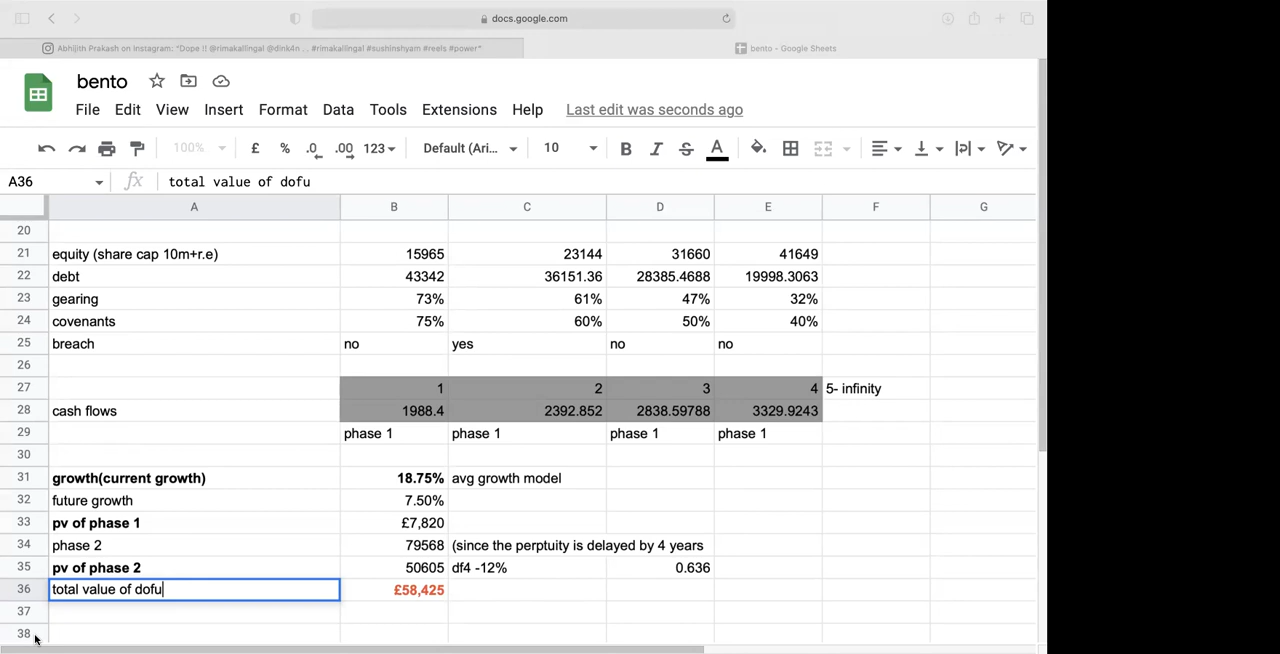 docs.google.com
Abhijith Prakash on Instagram: "Dope !! @rimakallingal @dink4n . . . #rimakallingal #sushinshyam #reels #power"
bento - Google Sheets
bento
File Edit View Insert Format Data Tools Extensions Help Last edit was seconds ago
100% £ % .0 .00 123 Default (Ari... 10 B I S A
A36 fx total value of dofu
A B C D E F G
20
21 equity (share cap 10m+r.e) 15965 23144 31660 41649
22 debt 43342 36151.36 28385.4688 19998.3063
23 gearing 73% 61% 47% 32%
24 covenants 75% 60% 50% 40%
25 breach no yes no no
26
27 1 2 3 4 5- infinity
28 cash flows 1988.4 2392.852 2838.59788 3329.9243
29 phase 1 phase 1 phase 1 phase 1
30
31 growth(current growth) 18.75% avg growth model
32 future growth 7.50%
33 pv of phase 1 £7,820
34 phase 2 79568 (since the perptuity is delayed by 4 years
35 pv of phase 2 50605 df4 -12% 0.636
36 total value of dofu £58,425
37
38